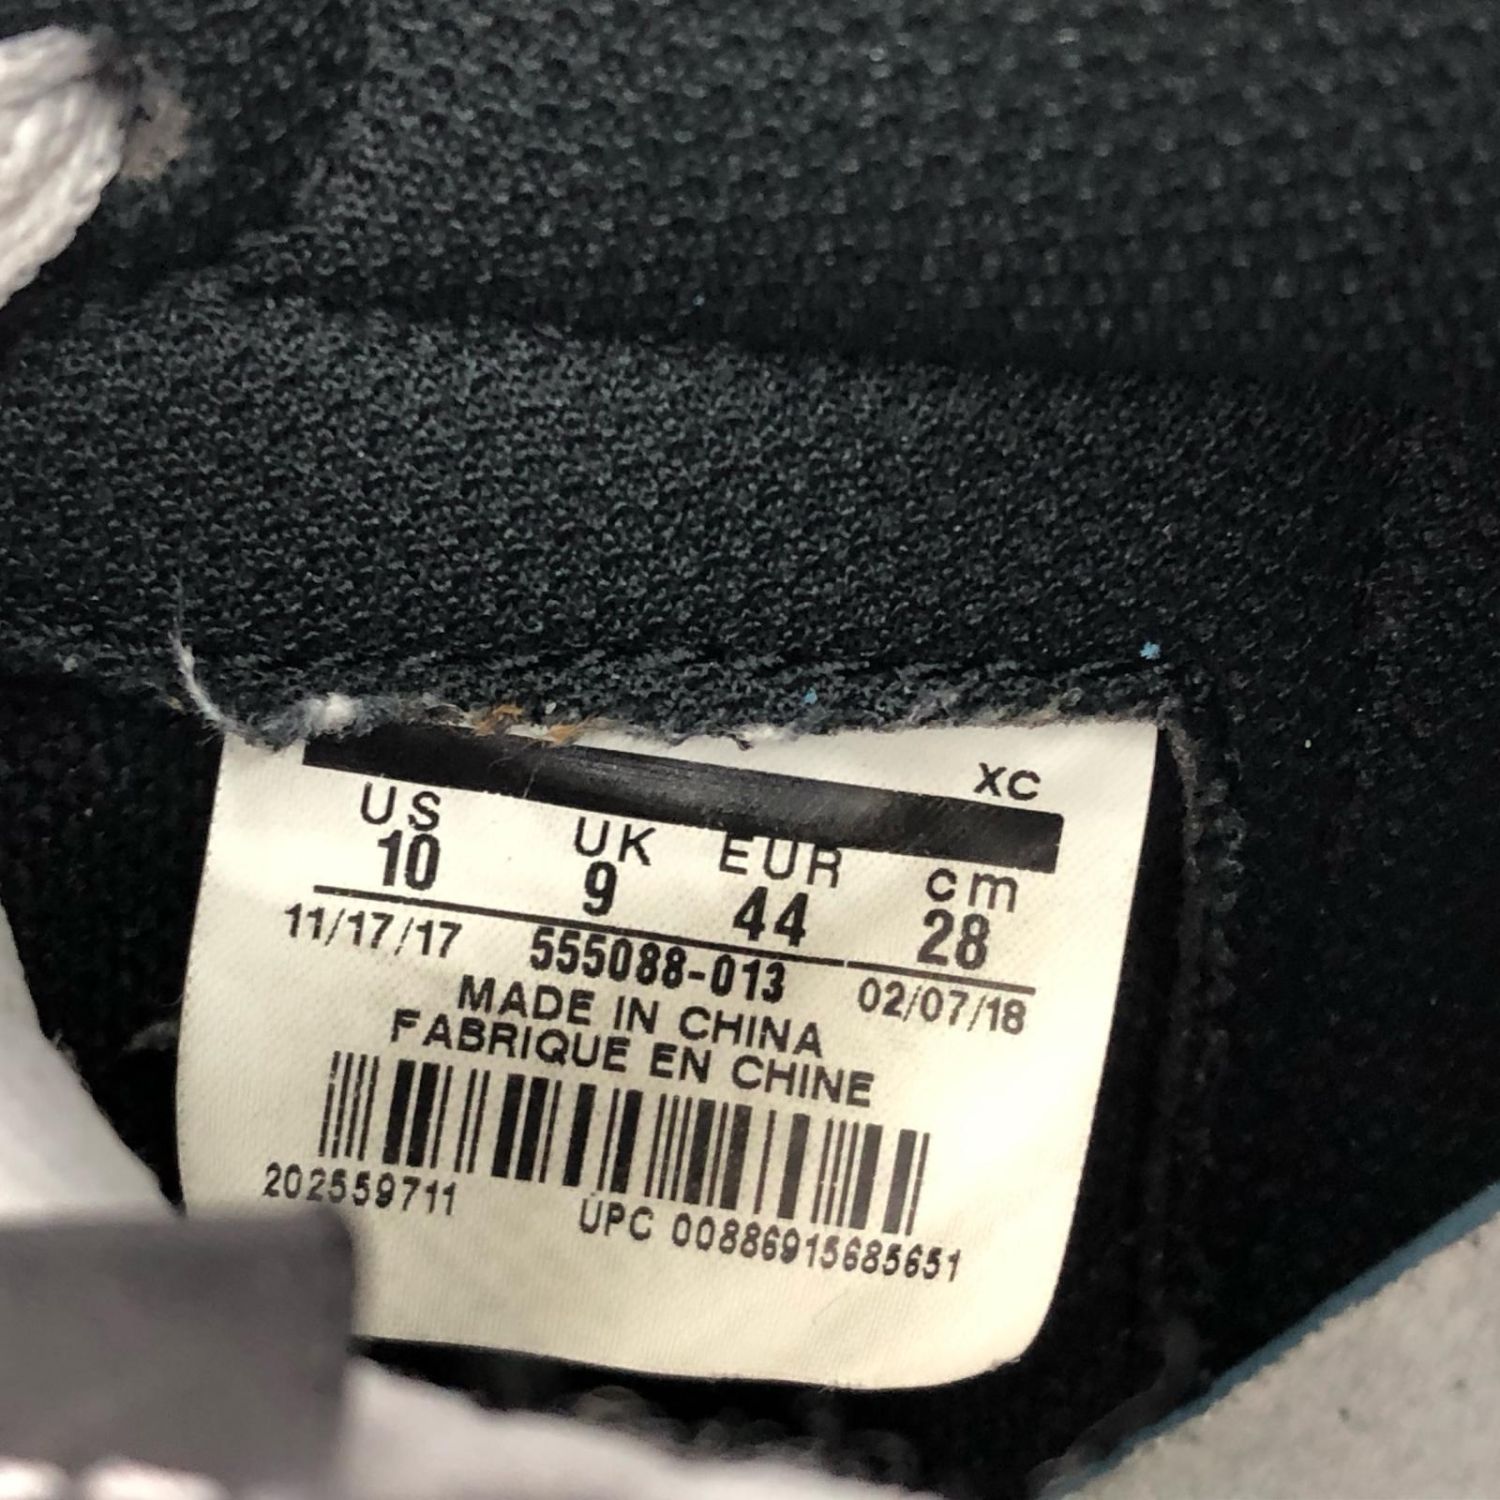 XC
US UK EUR cm
10 9 44 28
11/17/17 555088-013 02/07/18
MADE IN CHINA
FABRIQUE EN CHINE
202559711 UPC 00886915685651